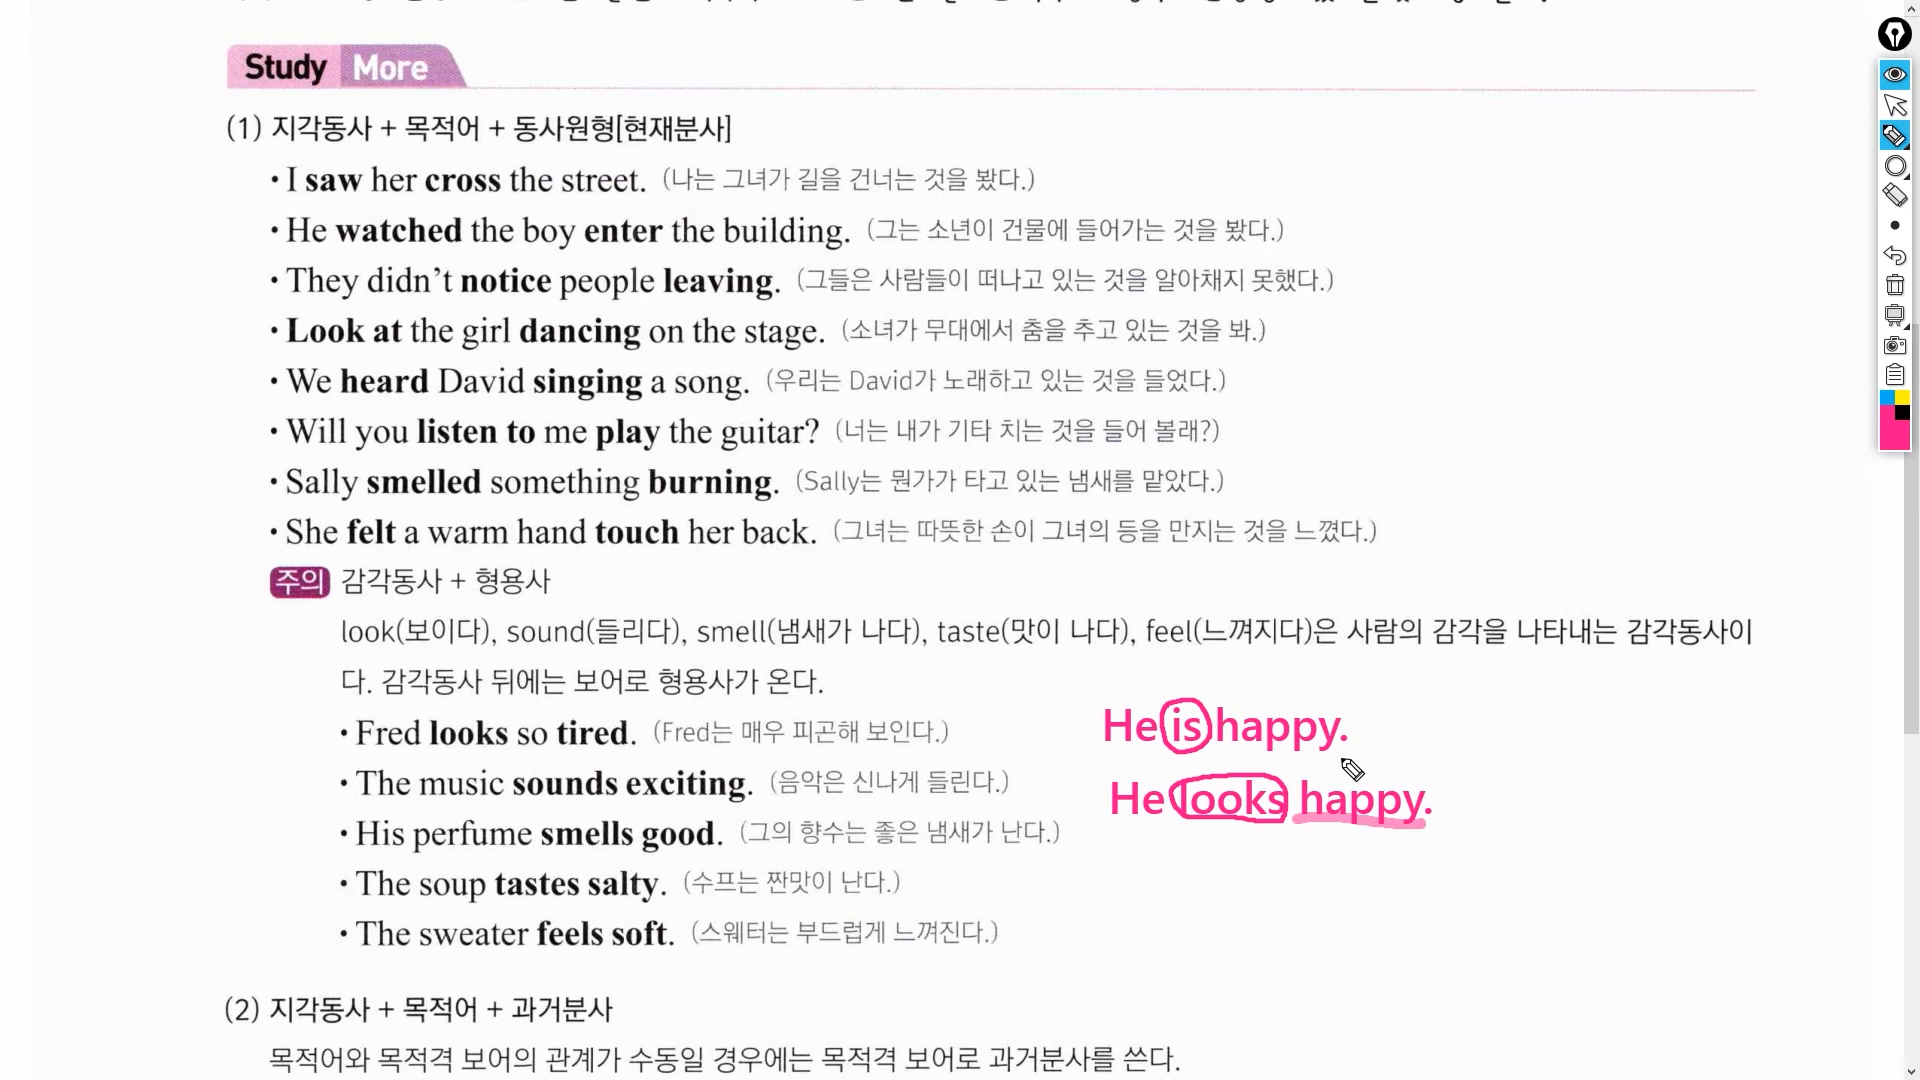 Study More
(1) 지각동사 + 목적어 + 동사원형[현재분사]
• I saw her cross the street. (나는 그녀가 길을 건너는 것을 봤다.)
• He watched the boy enter the building. (그는 소년이 건물에 들어가는 것을 봤다.)
• They didn't notice people leaving. (그들은 사람들이 떠나고 있는 것을 알아채지 못했다.)
• Look at the girl dancing on the stage. (소녀가 무대에서 춤을 추고 있는 것을 봐.)
• We heard David singing a song. (우리는 David가 노래하고 있는 것을 들었다.)
• Will you listen to me play the guitar? (너는 내가 기타 치는 것을 들어 볼래?)
• Sally smelled something burning. (Sally는 뭔가가 타고 있는 냄새를 맡았다.)
• She felt a warm hand touch her back. (그녀는 따뜻한 손이 그녀의 등을 만지는 것을 느꼈다.)
주의 감각동사 + 형용사
look(보이다), sound(들리다), smell(냄새가 나다), taste(맛이 나다), feel(느껴지다)은 사람의 감각을 나타내는 감각동사이
다. 감각동사 뒤에는 보어로 형용사가 온다.
• Fred looks so tired. (Fred는 매우 피곤해 보인다.)
He is happy.
• The music sounds exciting. (음악은 신나게 들린다.)
He looks happy.
• His perfume smells good. (그의 향수는 좋은 냄새가 난다.)
• The soup tastes salty. (수프는 짠맛이 난다.)
• The sweater feels soft. (스웨터는 부드럽게 느껴진다.)
(2) 지각동사 + 목적어 + 과거분사
목적어와 목적격 보어의 관계가 수동일 경우에는 목적격 보어로 과거분사를 쓴다.